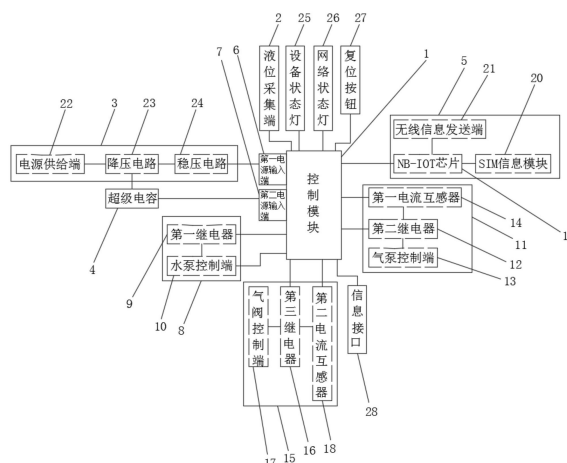 2
25
26
27
7
6
1
5
21
20
22
3
23
24
液位采集端
设备状态灯
网络状态灯
复位按钮
无线信息发送端
NB-IOT芯片
SIM信息模块
电源供给端
降压电路
稳压电路
第一电源输入端
第二电源输入端
控制模块
超级电容
4
第一电流互感器
第二继电器
气泵控制端
14
11
12
13
1
第一继电器
水泵控制端
9
10
8
气阀控制端
第三继电器
第二电流互感器
信息接口
28
17
15
16
18